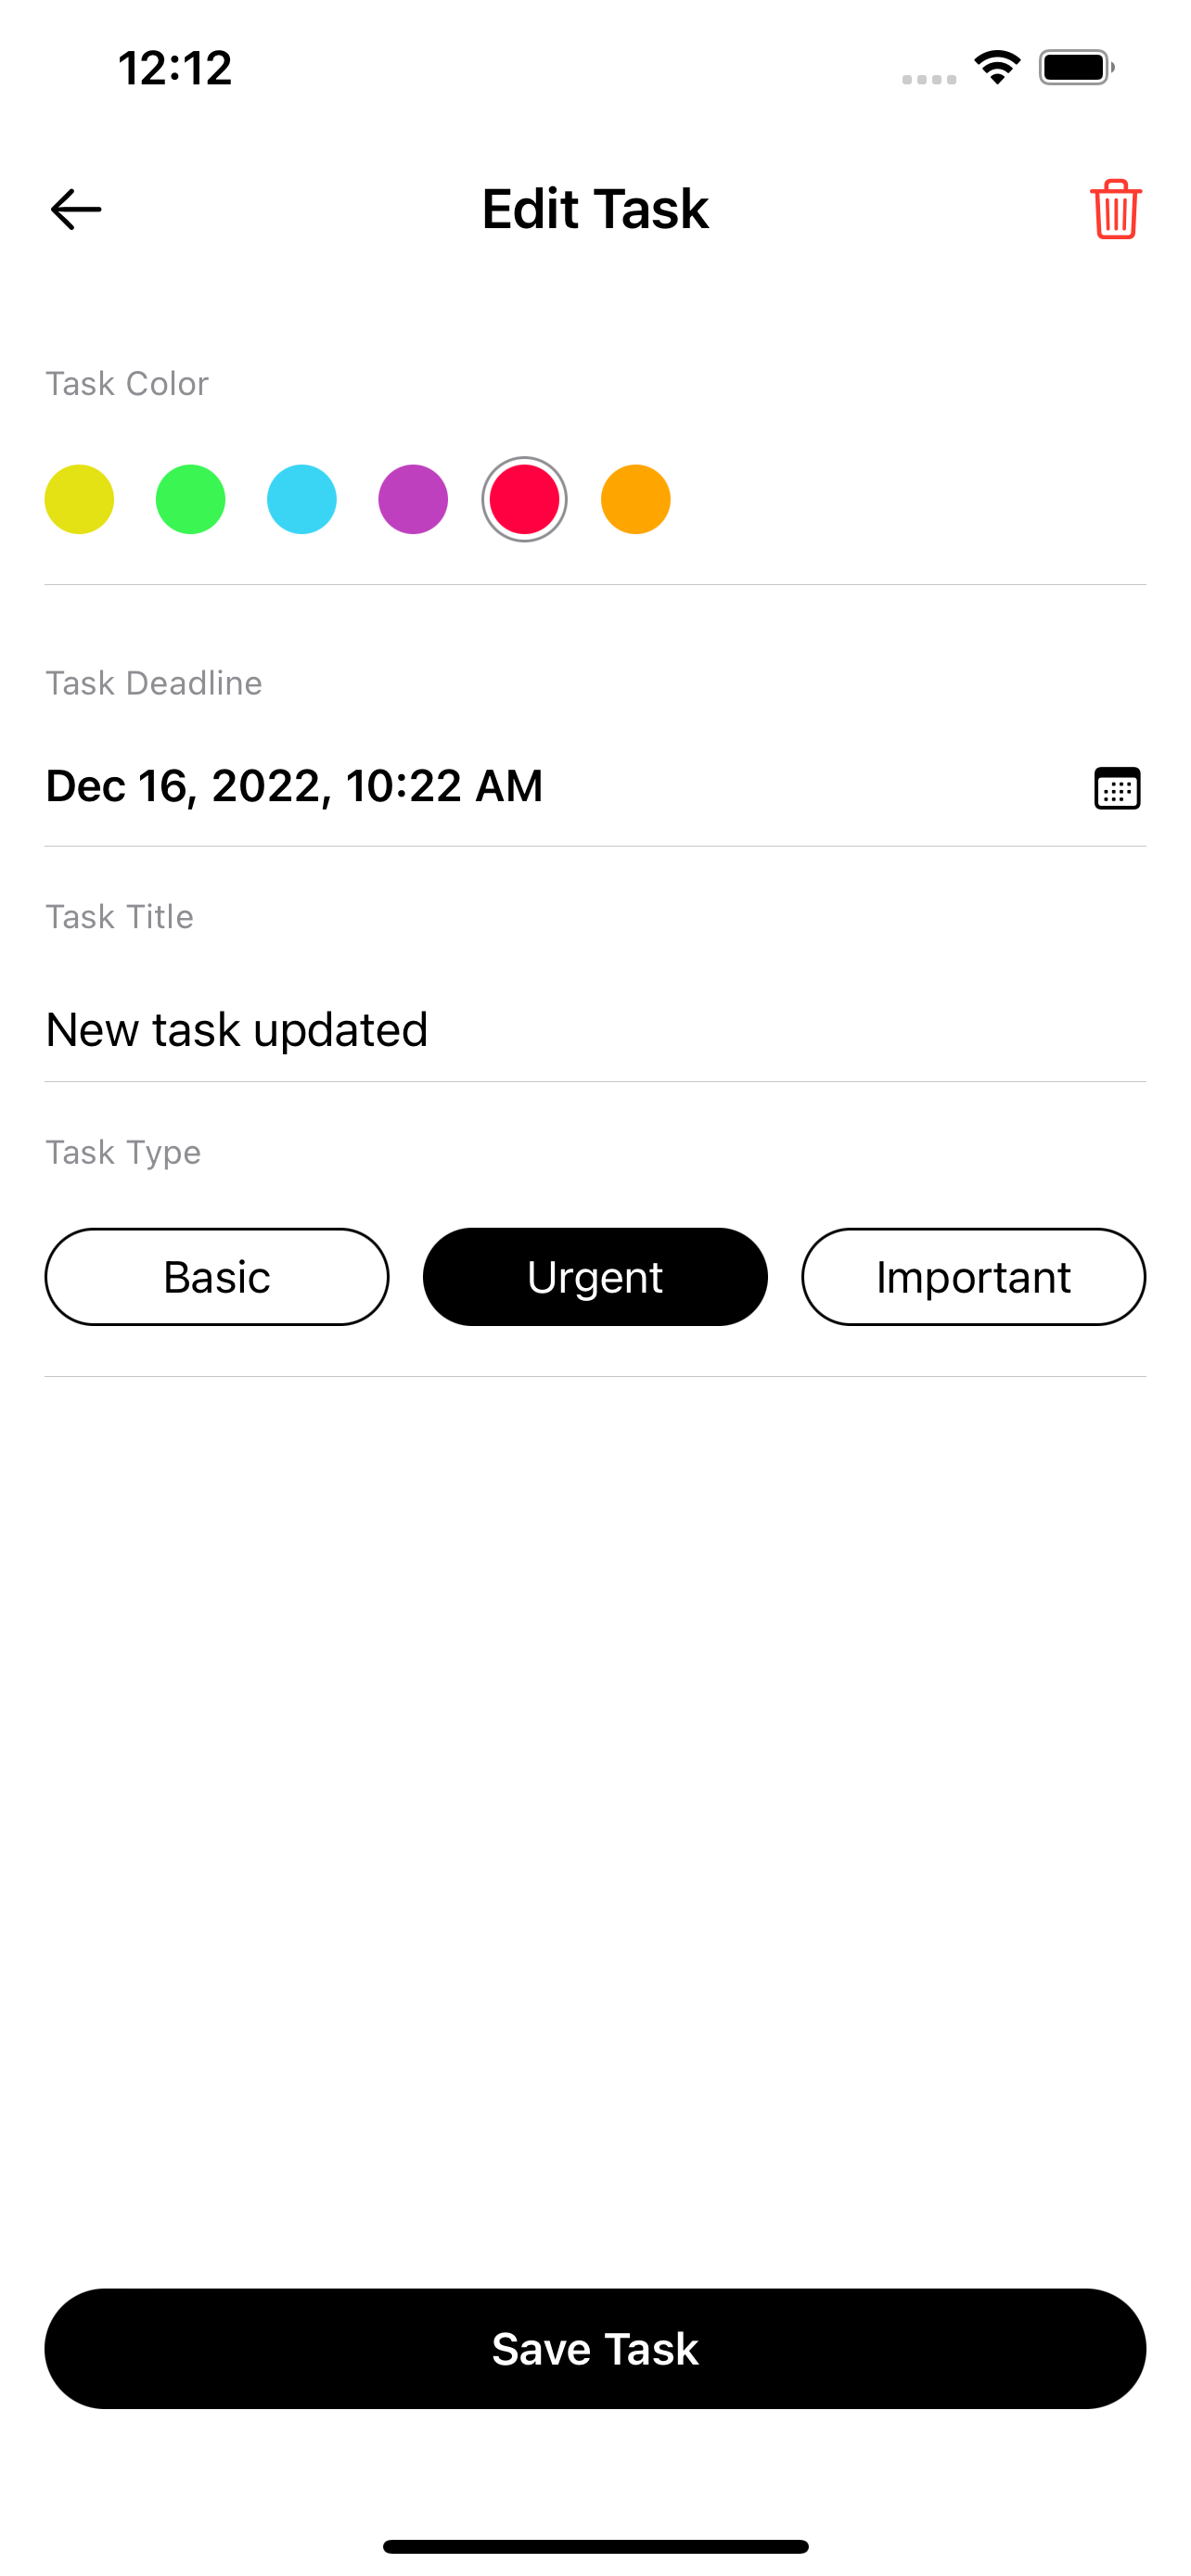 12:12
Edit Task
Task Color
Task Deadline
Dec 16, 2022, 10:22 AM
Task Title
New task updated
Task Type
Basic Urgent Important
Save Task